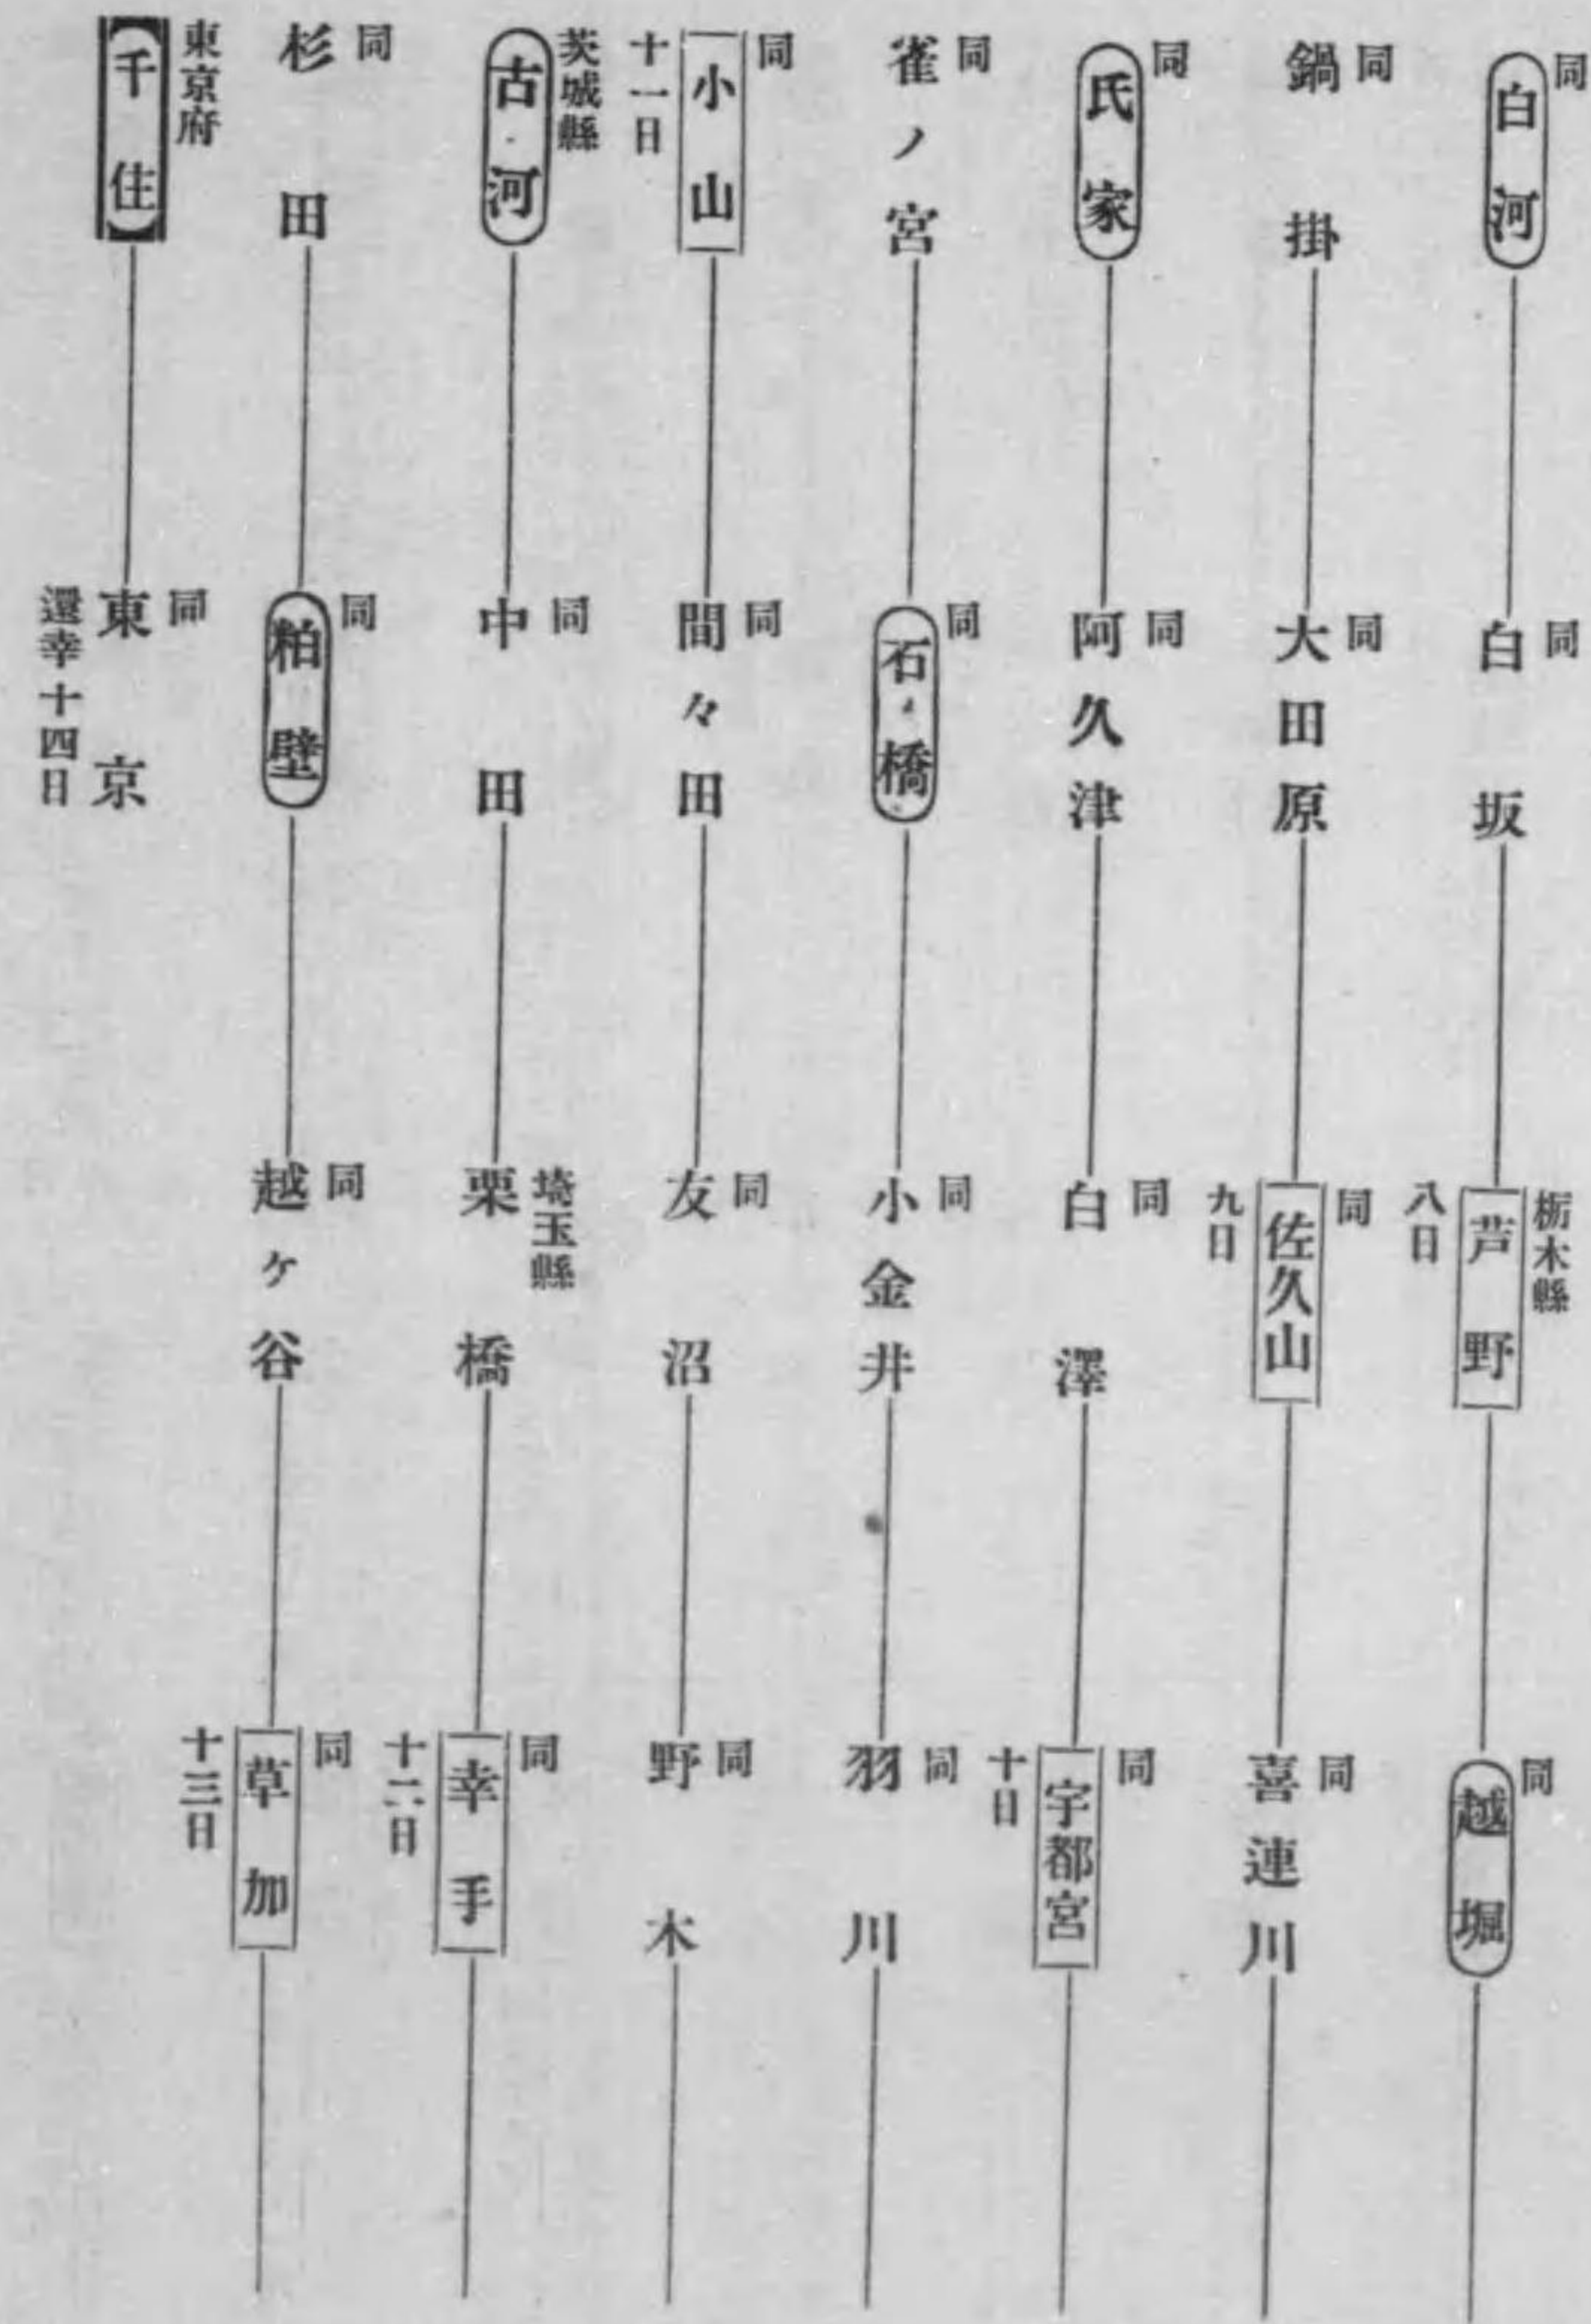 同
白河
同
白坂
栃木縣
芦野
八日
同
越堀
同
鍋掛
同
大田原
同
佐久山
九日
同
喜連川
同
氏家
同
阿久津
同
白澤
同
宇都宮
十日
同
雀ノ宮
同
石橋
同
小金井
同
羽川
同
小山
十一日
同
間々田
同
友沼
同
野木
茨城縣
古河
同
中田
埼玉縣
栗橋
同
幸手
十二日
同
杉田
同
粕壁
同
越ヶ谷
同
草加
十三日
東京府
千住
同
東京
還幸十四日